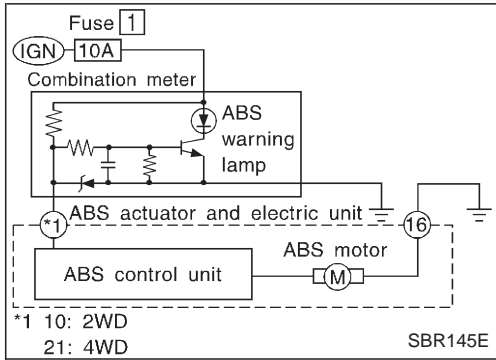 Fuse 1
IGN 10A
Combination meter
ABS
warning
lamp
*1 ABS actuator and electric unit 16
ABS motor
ABS control unit
M
*1 10: 2WD
21: 4WD
SBR145E